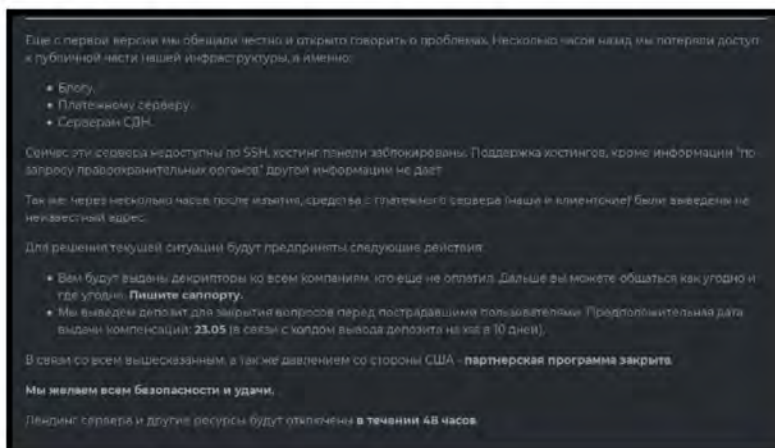 Еще с первой версии мы обещали честно и открыто говорить о проблемах. Несколько часов назад мы потеряли доступ
к публичной части нашей инфраструктуры, а именно:
• Блогу.
• Платежному серверу.
• Серверам СДН.
Сейчас эти сервера недоступны по SSH, хостинг панели заблокированы. Поддержка хостингов, кроме информации "по
запросу правоохранительных органов" другой информации не дает.
Так же, через несколько часов после изъятия, средства с платежного сервера (наши и клиентские) были выведены на
неизвестный адрес.
Для решения текущей ситуаций будут предприняты следующие действия:
• Вам будут выданы декрипторы ко всем компаниям, кто еще не оплатил. Дальше вы можете общаться как угодно и
где угодно. Пишите саппорту.
• Мы выведем депозит для закрытия вопросов перед пострадавшими пользователями. Предположительная дата
выдачи компенсаций: 23.05 (в связи с холдом вывода депозита на xss в 10 дней).
В связи со всем вышесказанным, а так же давлением со стороны США - партнерская программа закрыта.
Мы желаем всем безопасности и удачи.
Лендинг, сервера и другие ресурсы будут отключены в течении 48 часов.